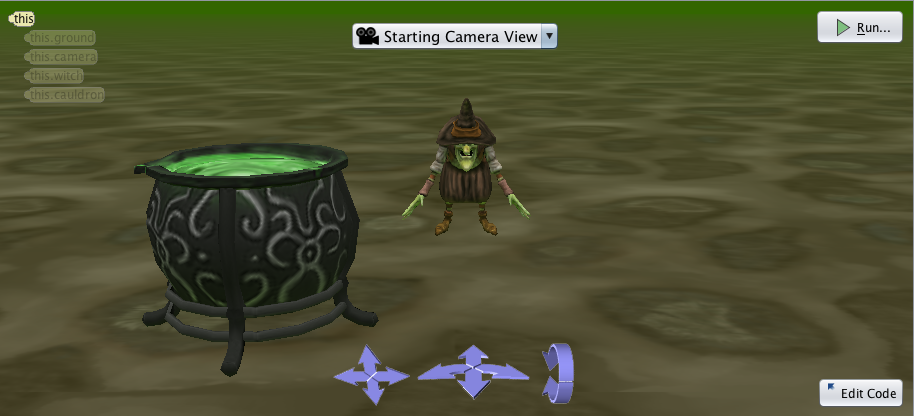 this
this.ground
this.camera
this.witch
this.cauldron
Starting Camera View
Run...
Edit Code